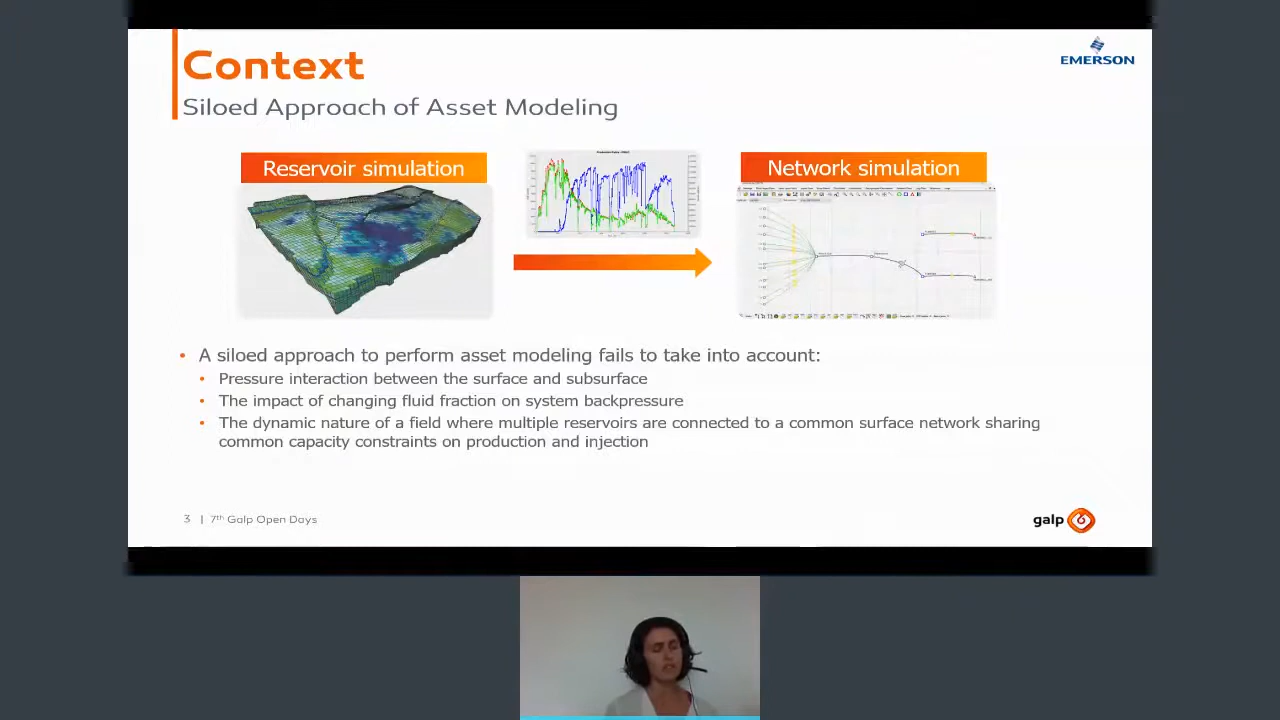 Context
EMERSON
Siloed Approach of Asset Modeling
Reservoir simulation
Network simulation
• A siloed approach to perform asset modeling fails to take into account:
• Pressure interaction between the surface and subsurface
• The impact of changing fluid fraction on system backpressure
• The dynamic nature of a field where multiple reservoirs are connected to a common surface network sharing
common capacity constraints on production and injection
3 | 7th Galp Open Days
galp